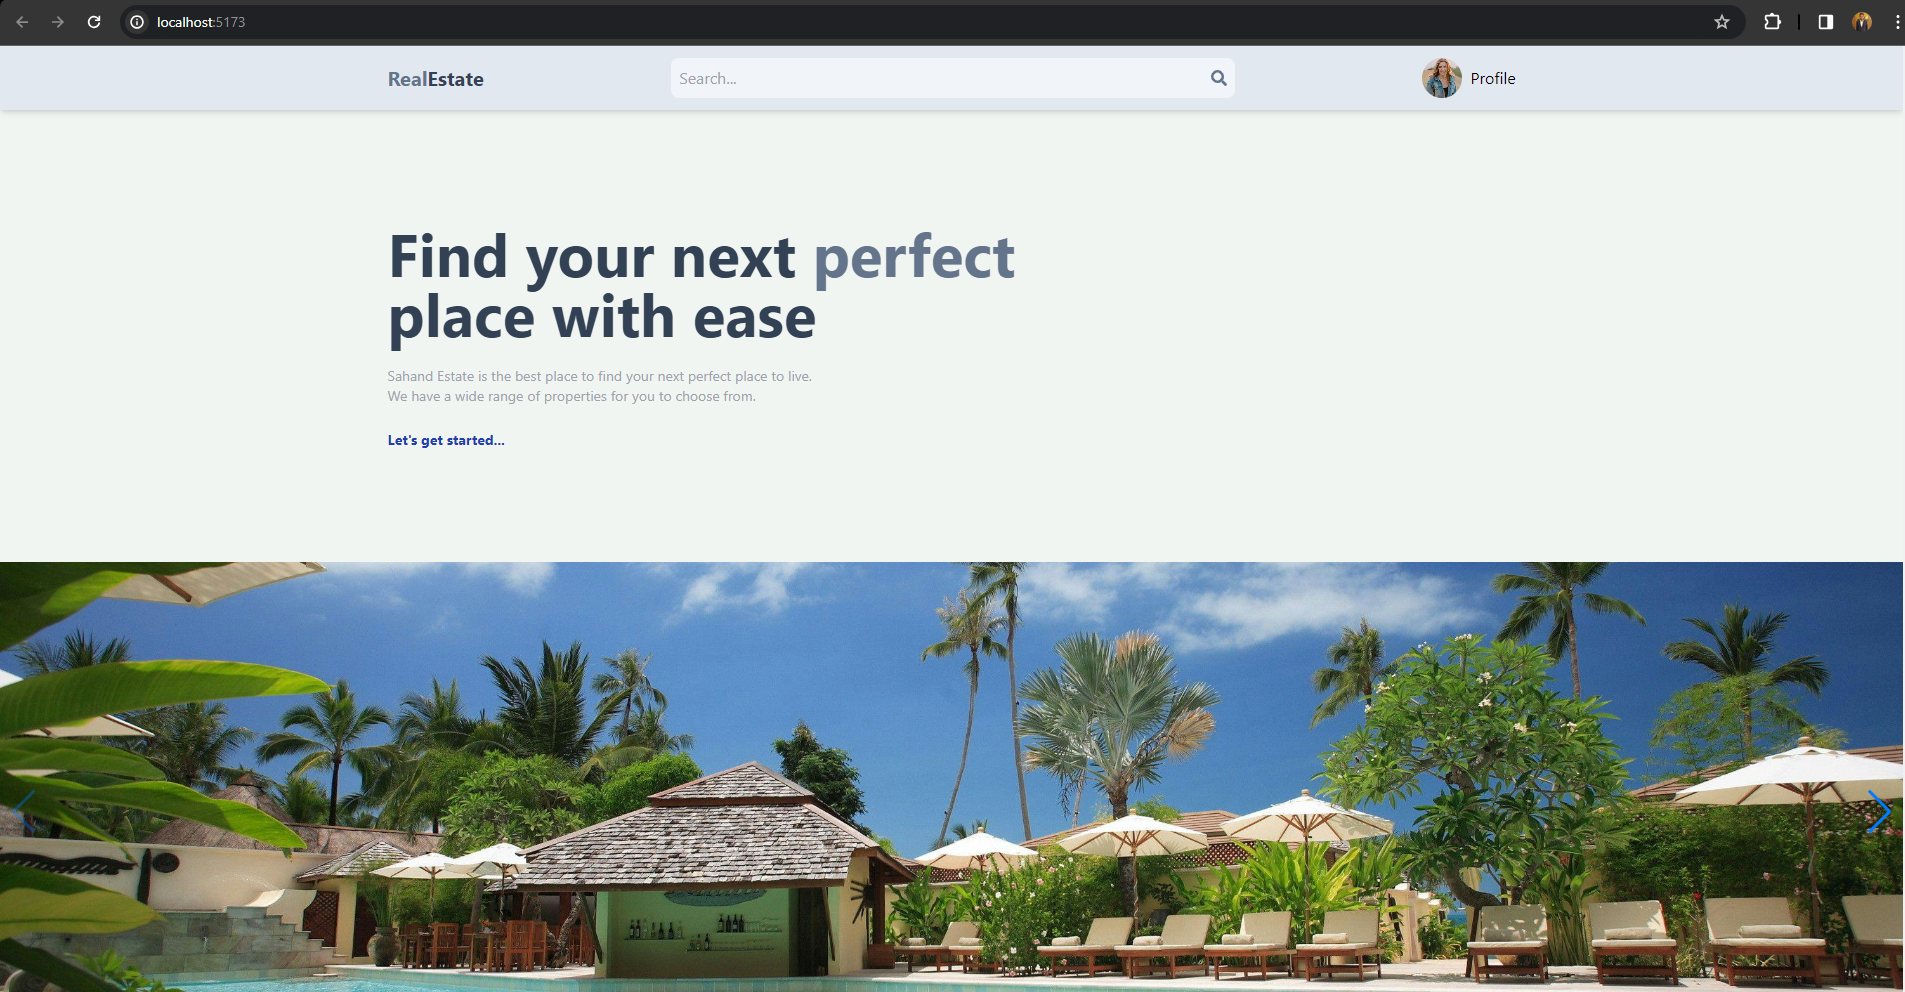 localhost:5173
RealEstate
Search...
Profile
Find your next perfect
place with ease
Sahand Estate is the best place to find your next perfect place to live.
We have a wide range of properties for you to choose from.
Let's get started...